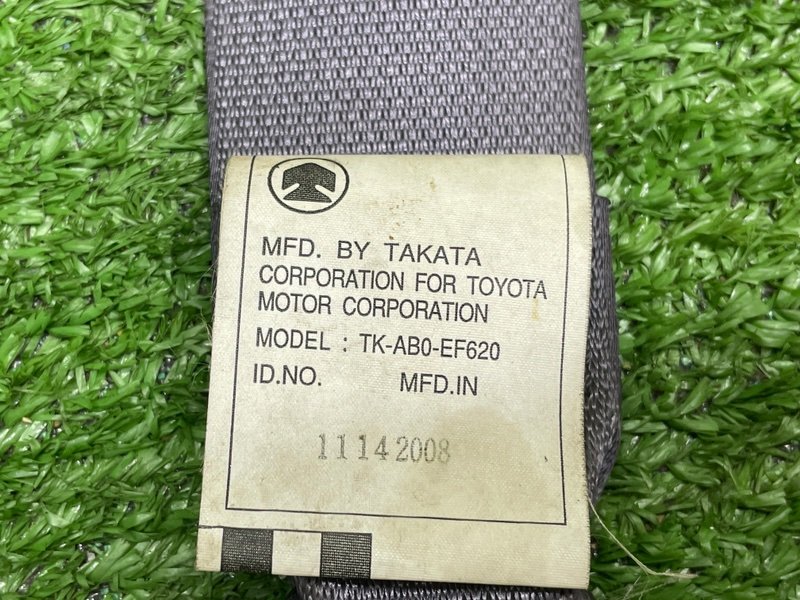 MFD. BY TAKATA
CORPORATION FOR TOYOTA
MOTOR CORPORATION
MODEL : TK-AB0-EF620
ID.NO. MFD.IN
11142008